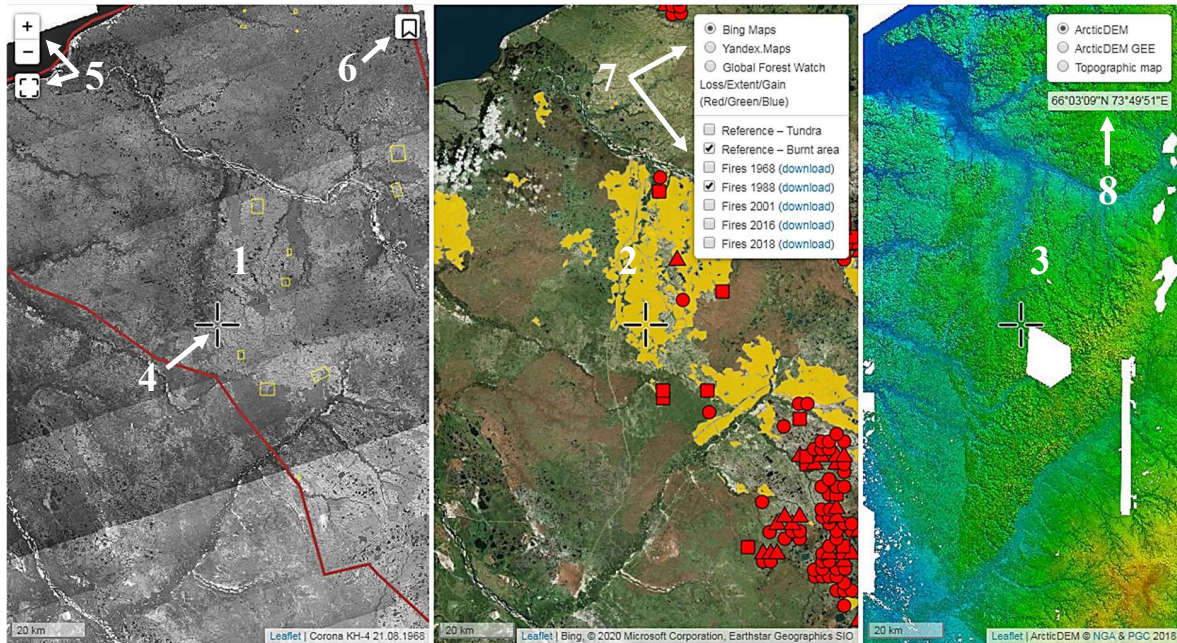 +
−
5
6
1
4
20 km
Leaflet | Corona KH-4 21.08.1968
7
Bing Maps
Yandex.Maps
Global Forest Watch
Loss/Extent/Gain
(Red/Green/Blue)
Reference – Tundra
Reference – Burnt area
Fires 1968 (download)
Fires 1988 (download)
Fires 2001 (download)
Fires 2016 (download)
Fires 2018 (download)
2
20 km
Leaflet | Bing, © 2020 Microsoft Corporation, Earthstar Geographics SIO
ArcticDEM
ArcticDEM GEE
Topographic map
66°03'09"N 73°49'51"E
8
3
20 km
Leaflet | ArcticDEM © NGA & PGC 2018